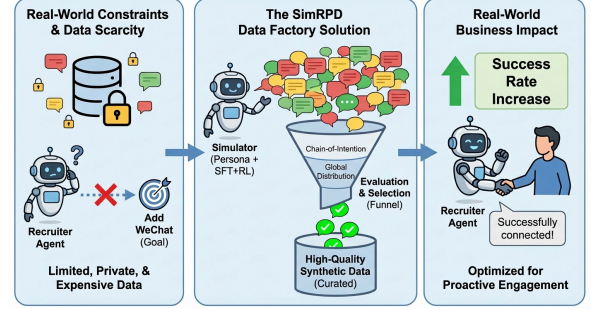 Real-World Constraints
& Data Scarcity
?
Recruiter
Agent
Add
WeChat
(Goal)
Limited, Private, &
Expensive Data
The SimRPD
Data Factory Solution
Simulator
(Persona +
SFT+RL)
Chain-of-Intention
Global
Distribution
Evaluation
& Selection
(Funnel)
High-Quality
Synthetic Data
(Curated)
Real-World
Business Impact
Success
Rate
Increase
Recruiter
Agent
Successfully
connected!
Optimized for
Proactive Engagement